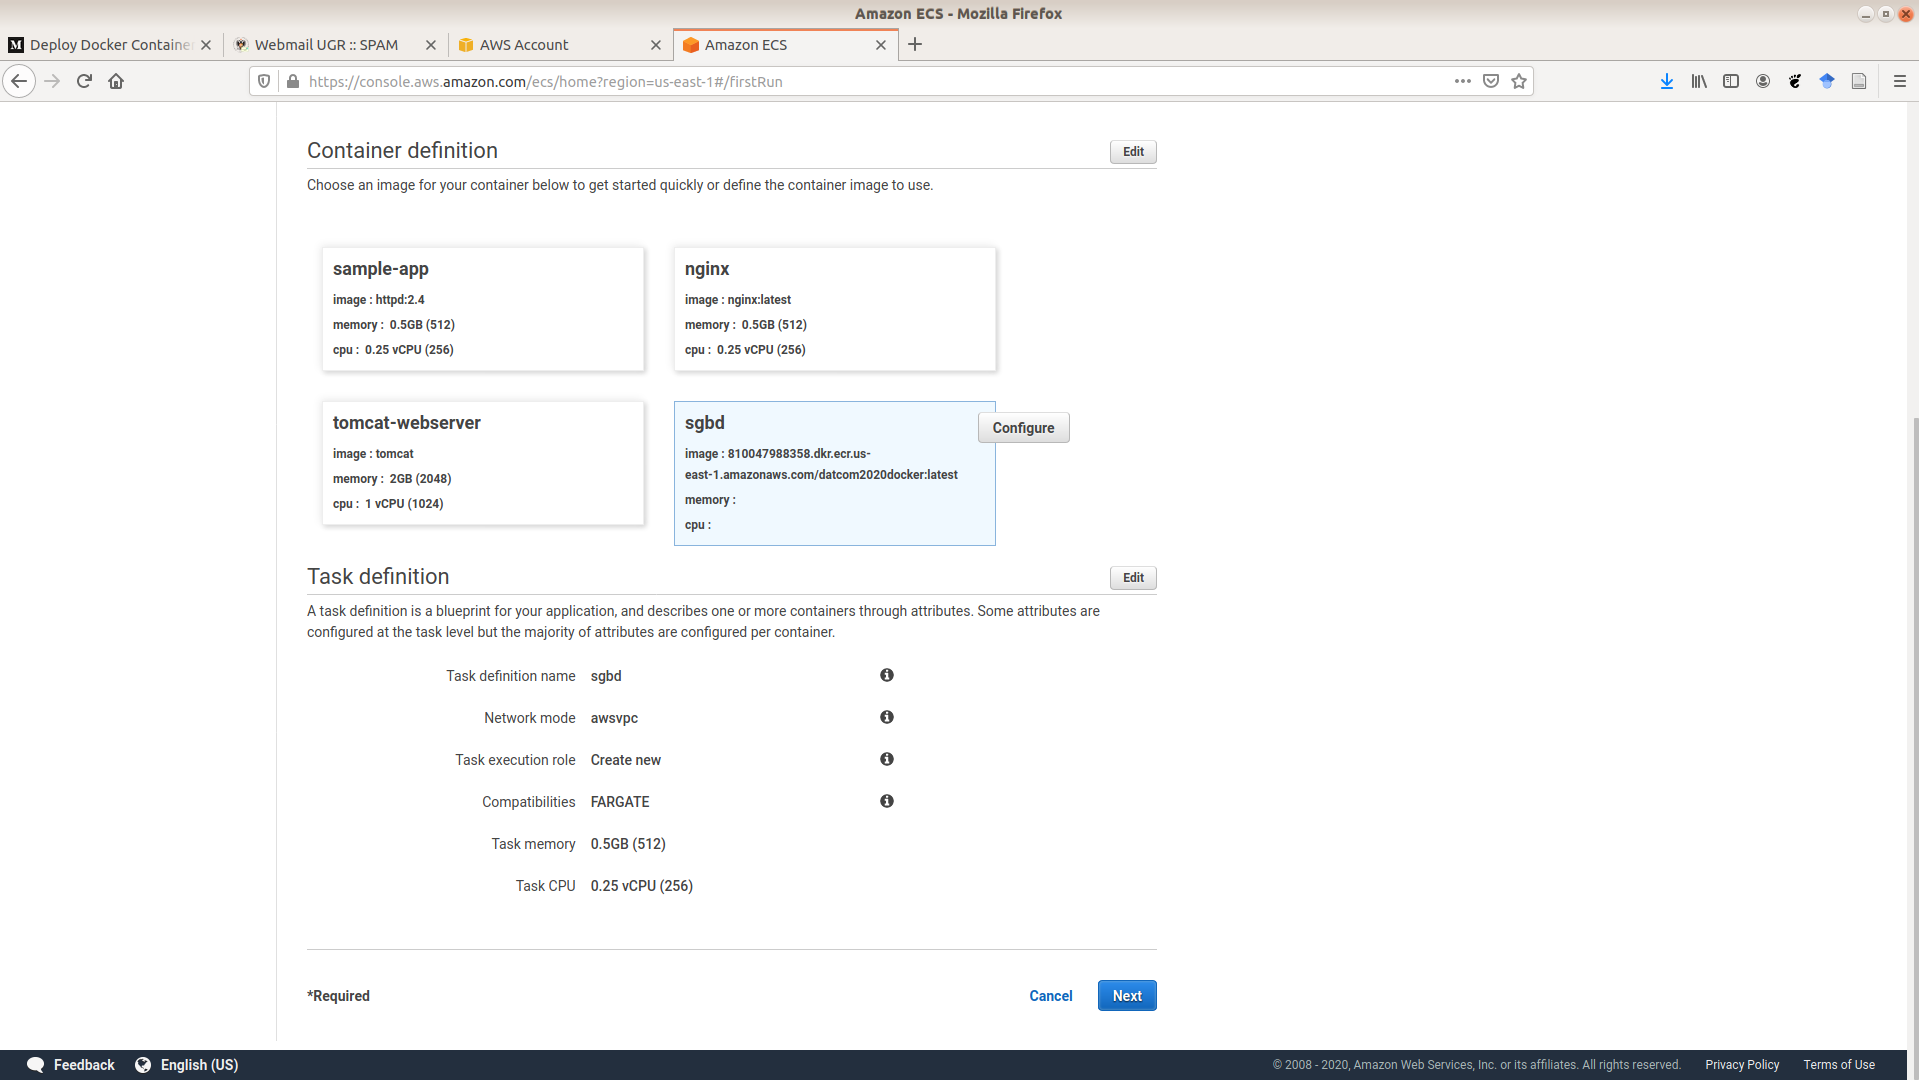 Amazon ECS - Mozilla Firefox
Deploy Docker Container
Webmail UGR :: SPAM
AWS Account
Amazon ECS
https://console.aws.amazon.com/ecs/home?region=us-east-1#/firstRun
Container definition
Edit
Choose an image for your container below to get started quickly or define the container image to use.
sample-app
image : httpd:2.4
memory : 0.5GB (512)
cpu : 0.25 vCPU (256)
nginx
image : nginx:latest
memory : 0.5GB (512)
cpu : 0.25 vCPU (256)
tomcat-webserver
image : tomcat
memory : 2GB (2048)
cpu : 1 vCPU (1024)
sgbd
Configure
image : 810047988358.dkr.ecr.us-
east-1.amazonaws.com/datcom2020docker:latest
memory :
cpu :
Task definition
Edit
A task definition is a blueprint for your application, and describes one or more containers through attributes. Some attributes are
configured at the task level but the majority of attributes are configured per container.
Task definition name sgbd
Network mode awsvpc
Task execution role Create new
Compatibilities FARGATE
Task memory 0.5GB (512)
Task CPU 0.25 vCPU (256)
*Required
Cancel
Next
Feedback
English (US)
© 2008 - 2020, Amazon Web Services, Inc. or its affiliates. All rights reserved.
Privacy Policy
Terms of Use